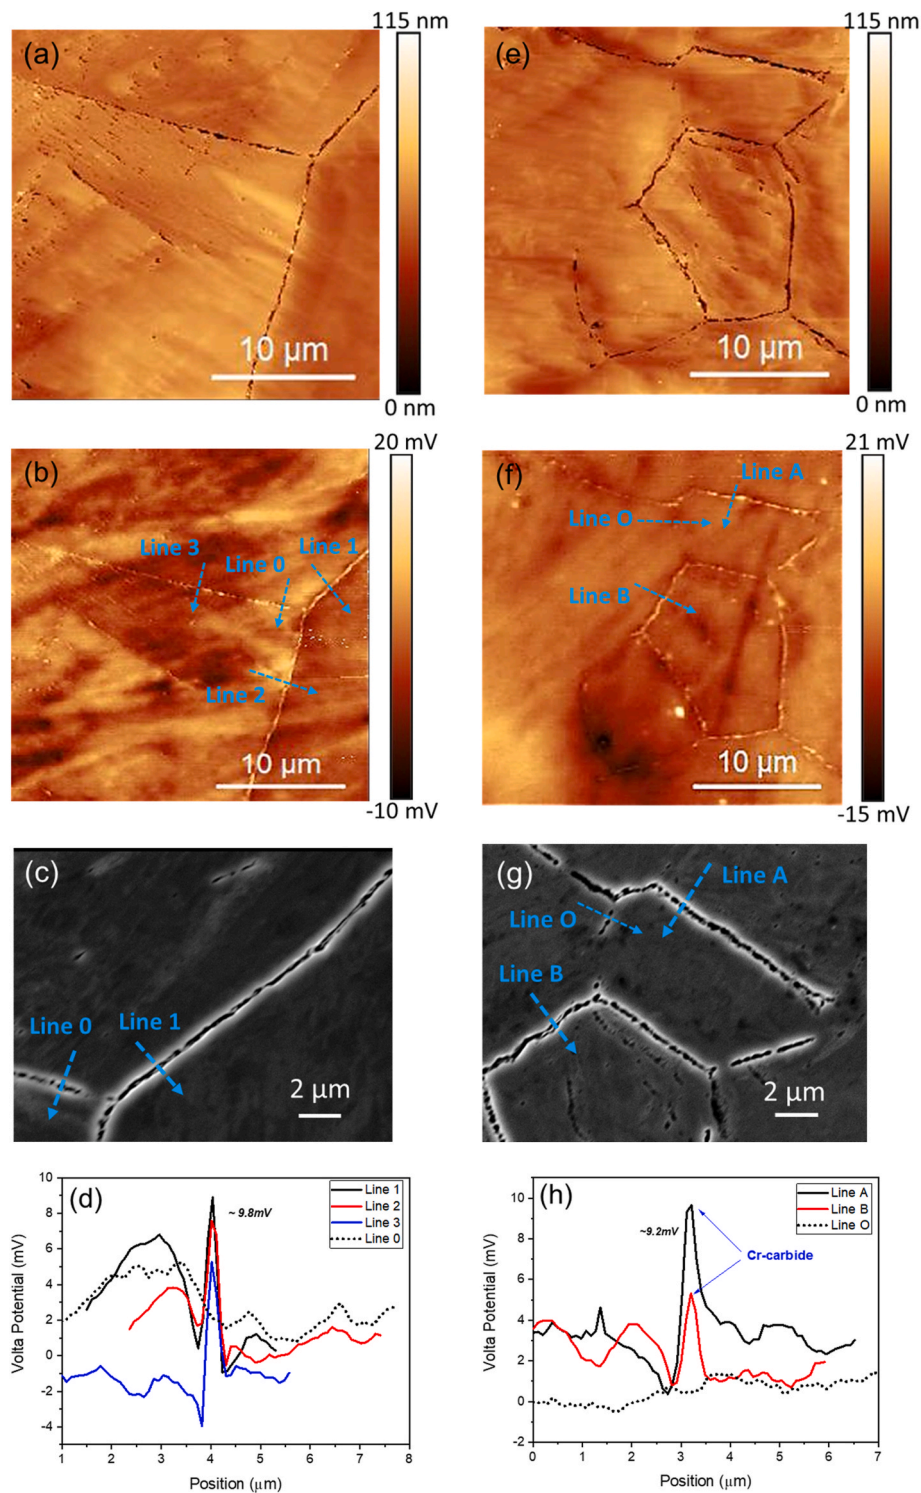 (a)
115 nm
10 µm
0 nm
(e)
115 nm
10 µm
0 nm
(b)
20 mV
Line 3
Line 0
Line 1
Line 2
10 µm
-10 mV
(f)
21 mV
Line A
Line O
Line B
10 µm
-15 mV
(c)
Line 0
Line 1
2 µm
(g)
Line A
Line O
Line B
2 µm
(d)
Line 1
Line 2
Line 3
Line 0
~ 9.8mV
10
8
6
4
2
0
-2
-4
Volta Potential (mV)
1 2 3 4 5 6 7 8
Position (µm)
(h)
Line A
Line B
Line O
~9.2mV
Cr-carbide
10
8
6
4
2
0
-2
Volta Potential (mV)
0 1 2 3 4 5 6 7
Position (µm)